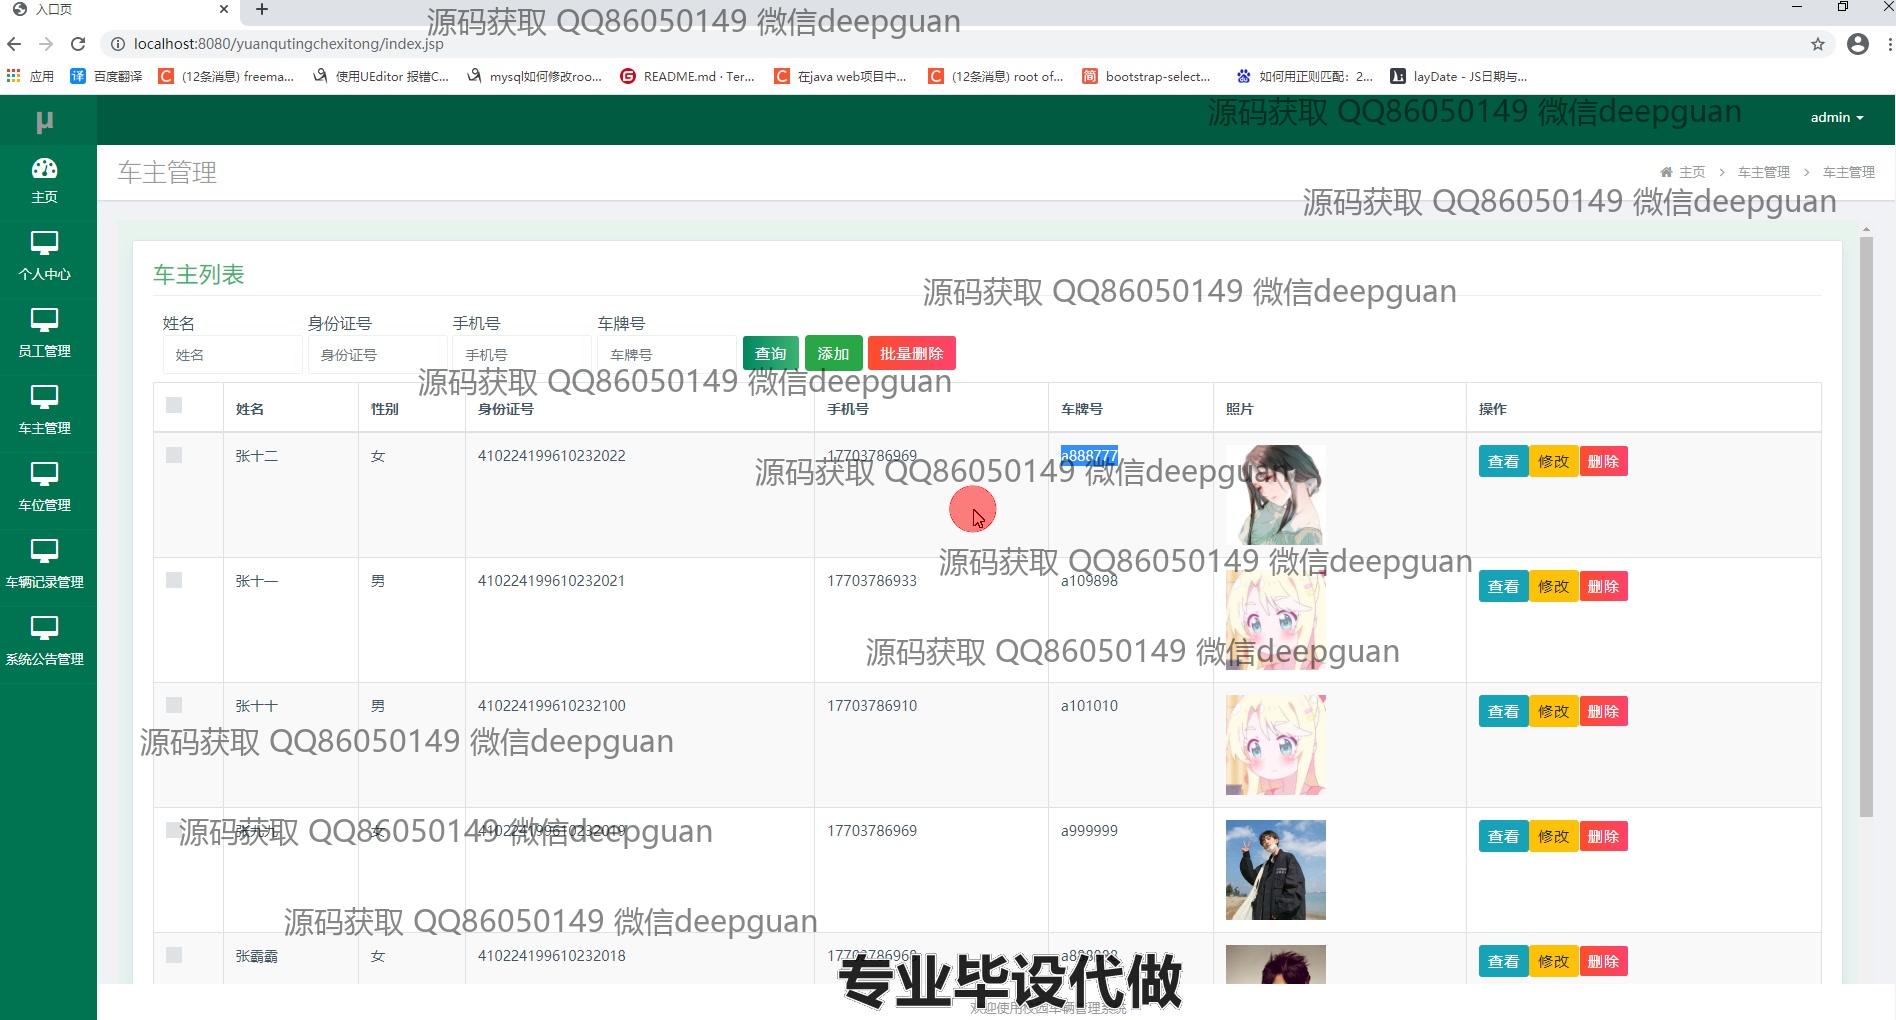 入口页
源码获取 QQ86050149 微信deepguan
localhost:8080/yuanqutingchexitong/index.jsp
应用
百度翻译
(12条消息) freema...
使用UEditor 报错C...
mysql如何修改roo...
README.md · Ter...
在java web项目中...
(12条消息) root of...
bootstrap-select...
如何用正则匹配：2...
layDate - JS日期与...
μ
源码获取 QQ86050149 微信deepguan
admin
主页
车主管理
主页 > 车主管理 > 车主管理
源码获取 QQ86050149 微信deepguan
个人中心
车主列表
源码获取 QQ86050149 微信deepguan
员工管理
姓名 身份证号 手机号 车牌号
姓名 身份证号 手机号 车牌号 查询 添加 批量删除
源码获取 QQ86050149 微信deepguan
车主管理
姓名 性别 身份证号 手机号 车牌号 照片 操作
张十二 女 410224199610232022 17703786969 a888777 查看 修改 删除
源码获取 QQ86050149 微信deepguan
车位管理
源码获取 QQ86050149 微信deepguan
车辆记录管理
张十一 男 410224199610232021 17703786933 a109898 查看 修改 删除
源码获取 QQ86050149 微信deepguan
系统公告管理
张十十 男 410224199610232100 17703786910 a101010 查看 修改 删除
源码获取 QQ86050149 微信deepguan
张九九 女 410224199610232019 17703786969 a999999 查看 修改 删除
源码获取 QQ86050149 微信deepguan
源码获取 QQ86050149 微信deepguan
张霸霸 女 410224199610232018 17703786968 a888888 查看 修改 删除
专业毕设代做
欢迎使用校园车辆管理系统